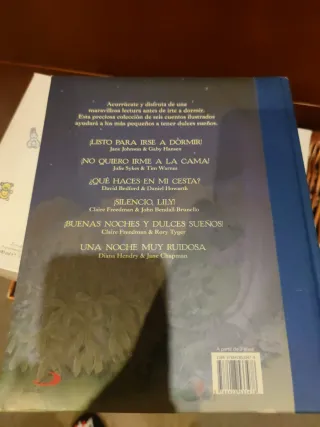 Acurrúcate y disfruta de una
maravillosa lectura antes de irte a dormir.
Esta preciosa colección de seis cuentos ilustrados
ayudará a los más pequeños a tener dulces sueños.
¡LISTO PARA IRSE A DORMIR!
Jane Johnson & Gaby Hansen
¡NO QUIERO IRME A LA CAMA!
Julie Sykes & Tim Warnes
¿QUÉ HACES EN MI CESTA?
David Bedford & Daniel Howarth
¡SILENCIO, LILY!
Claire Freedman & John Bendall-Brunello
¡BUENAS NOCHES Y DULCES SUEÑOS!
Claire Freedman & Rory Tyger
UNA NOCHE MUY RUIDOSA
Diana Hendry & Jane Chapman